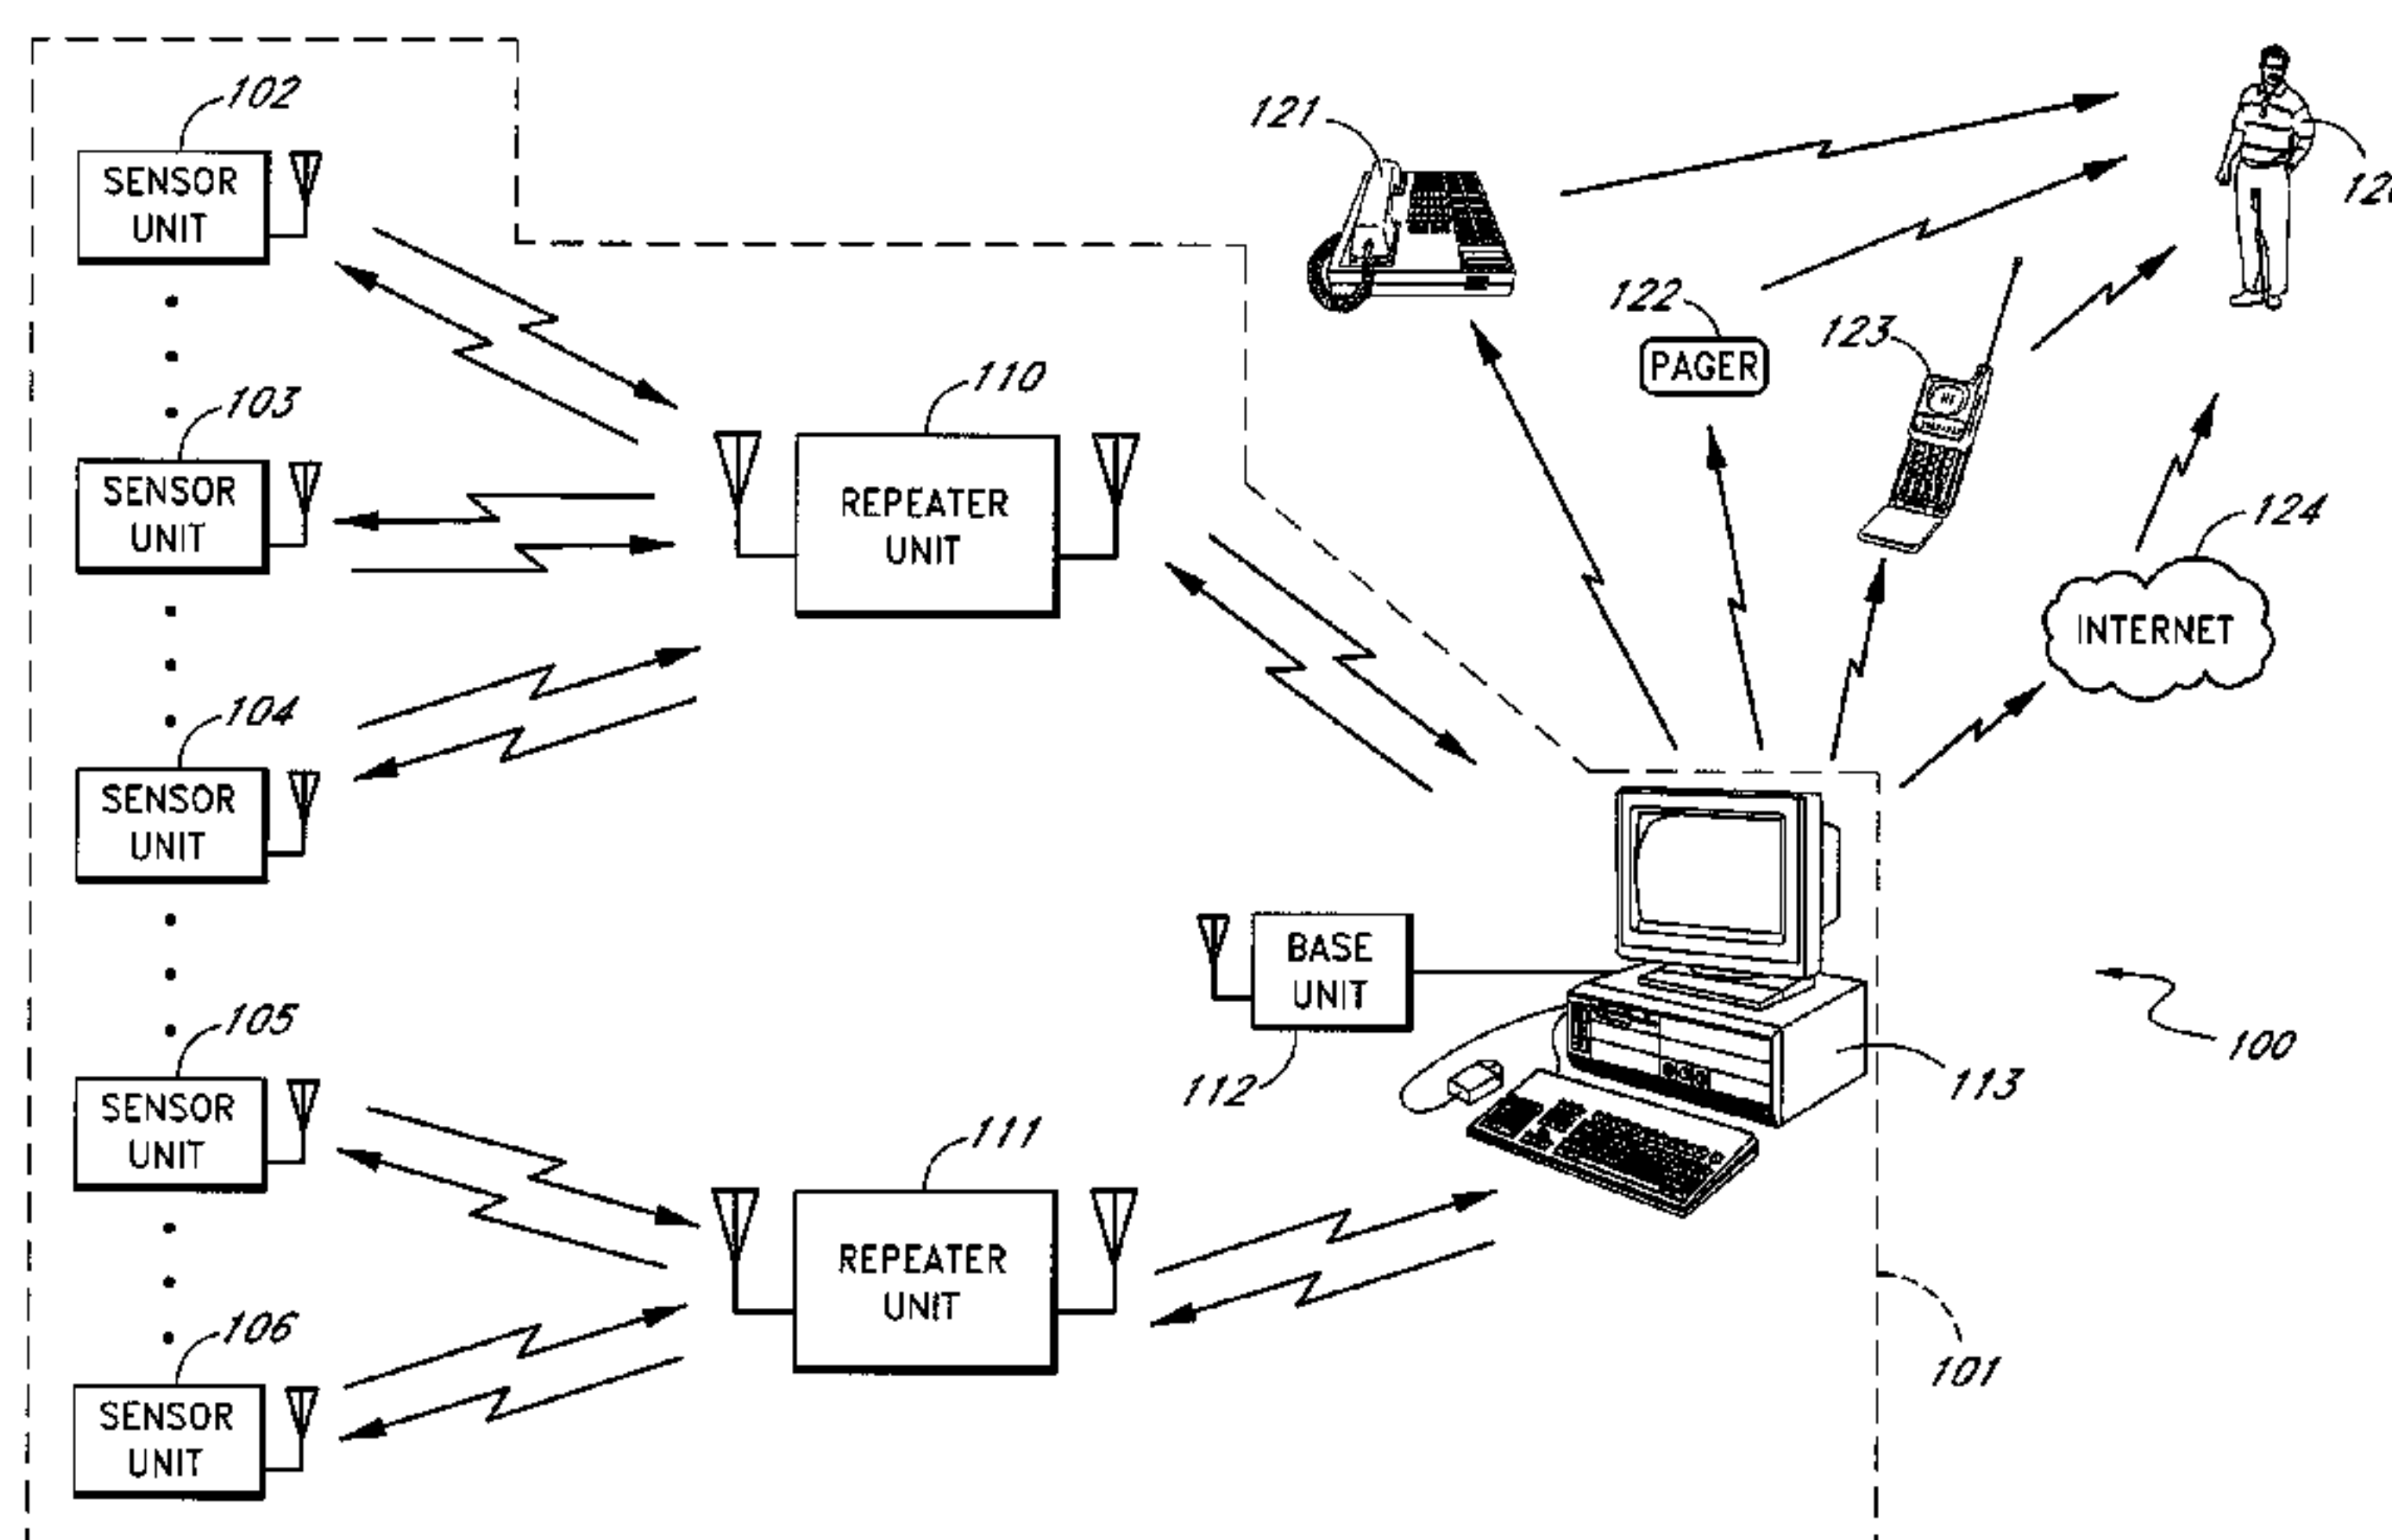 102
SENSOR
UNIT
103
SENSOR
UNIT
104
SENSOR
UNIT
105
SENSOR
UNIT
106
SENSOR
UNIT
110
REPEATER
UNIT
111
REPEATER
UNIT
BASE
UNIT
112
113
121
122
PAGER
123
124
INTERNET
100
101